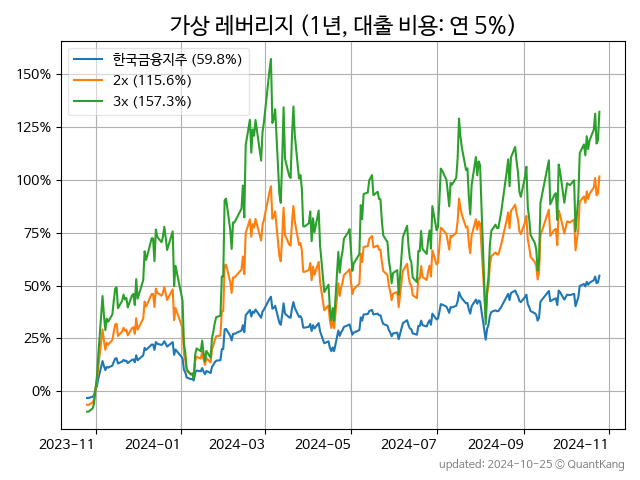 가상 레버리지 (1년, 대출 비용: 연 5%)
한국금융지주 (59.8%)
2x (115.6%)
3x (157.3%)
150%
125%
100%
75%
50%
25%
0%
2023-11 2024-01 2024-03 2024-05 2024-07 2024-09 2024-11
updated: 2024-10-25 © QuantKang